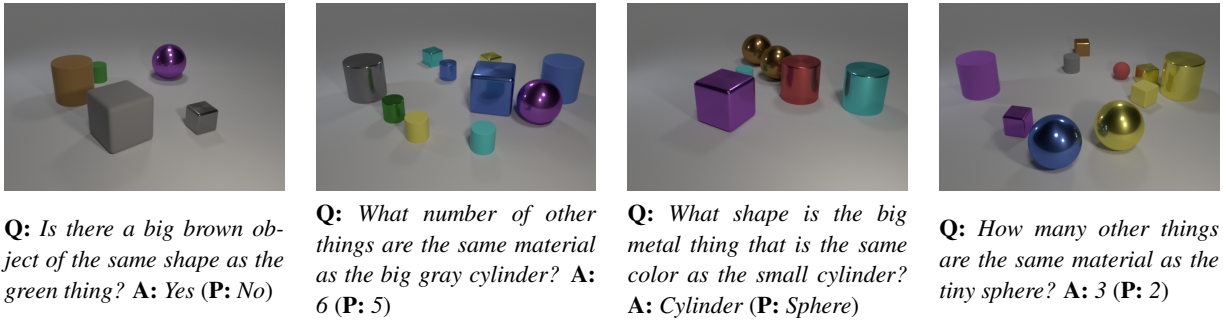 Q: Is there a big brown ob-
ject of the same shape as the
green thing? A: Yes (P: No)
Q: What number of other
things are the same material
as the big gray cylinder? A:
6 (P: 5)
Q: What shape is the big
metal thing that is the same
color as the small cylinder?
A: Cylinder (P: Sphere)
Q: How many other things
are the same material as the
tiny sphere? A: 3 (P: 2)